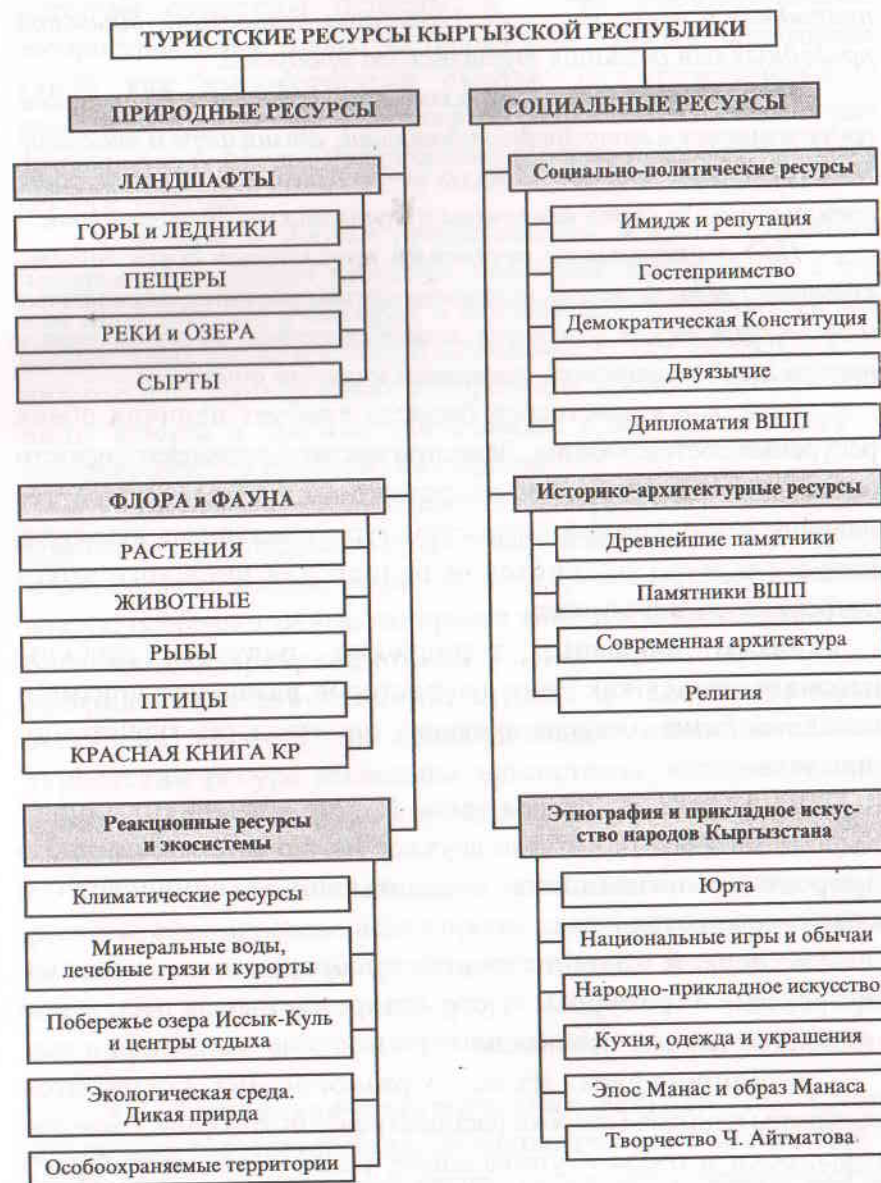 ТУРИСТСКИЕ РЕСУРСЫ КЫРГЫЗСКОЙ РЕСПУБЛИКИ
ПРИРОДНЫЕ РЕСУРСЫ
ЛАНДШАФТЫ
ГОРЫ и ЛЕДНИКИ
ПЕЩЕРЫ
РЕКИ и ОЗЕРА
СЫРТЫ
ФЛОРА и ФАУНА
РАСТЕНИЯ
ЖИВОТНЫЕ
РЫБЫ
ПТИЦЫ
КРАСНАЯ КНИГА КР
Реакционные ресурсы
и экосистемы
Климатические ресурсы
Минеральные воды,
лечебные грязи и курорты
Побережье озера Иссык-Куль
и центры отдыха
Экологическая среда.
Дикая прирда
Особоохраняемые территории
СОЦИАЛЬНЫЕ РЕСУРСЫ
Социально-политические ресурсы
Имидж и репутация
Гостеприимство
Демократическая Конституция
Двуязычие
Дипломатия ВШП
Историко-архитектурные ресурсы
Древнейшие памятники
Памятники ВШП
Современная архитектура
Религия
Этнография и прикладное искус-
ство народов Кыргызстана
Юрта
Национальные игры и обычаи
Народно-прикладное искусство
Кухня, одежда и украшения
Эпос Манас и образ Манаса
Творчество Ч. Айтматова